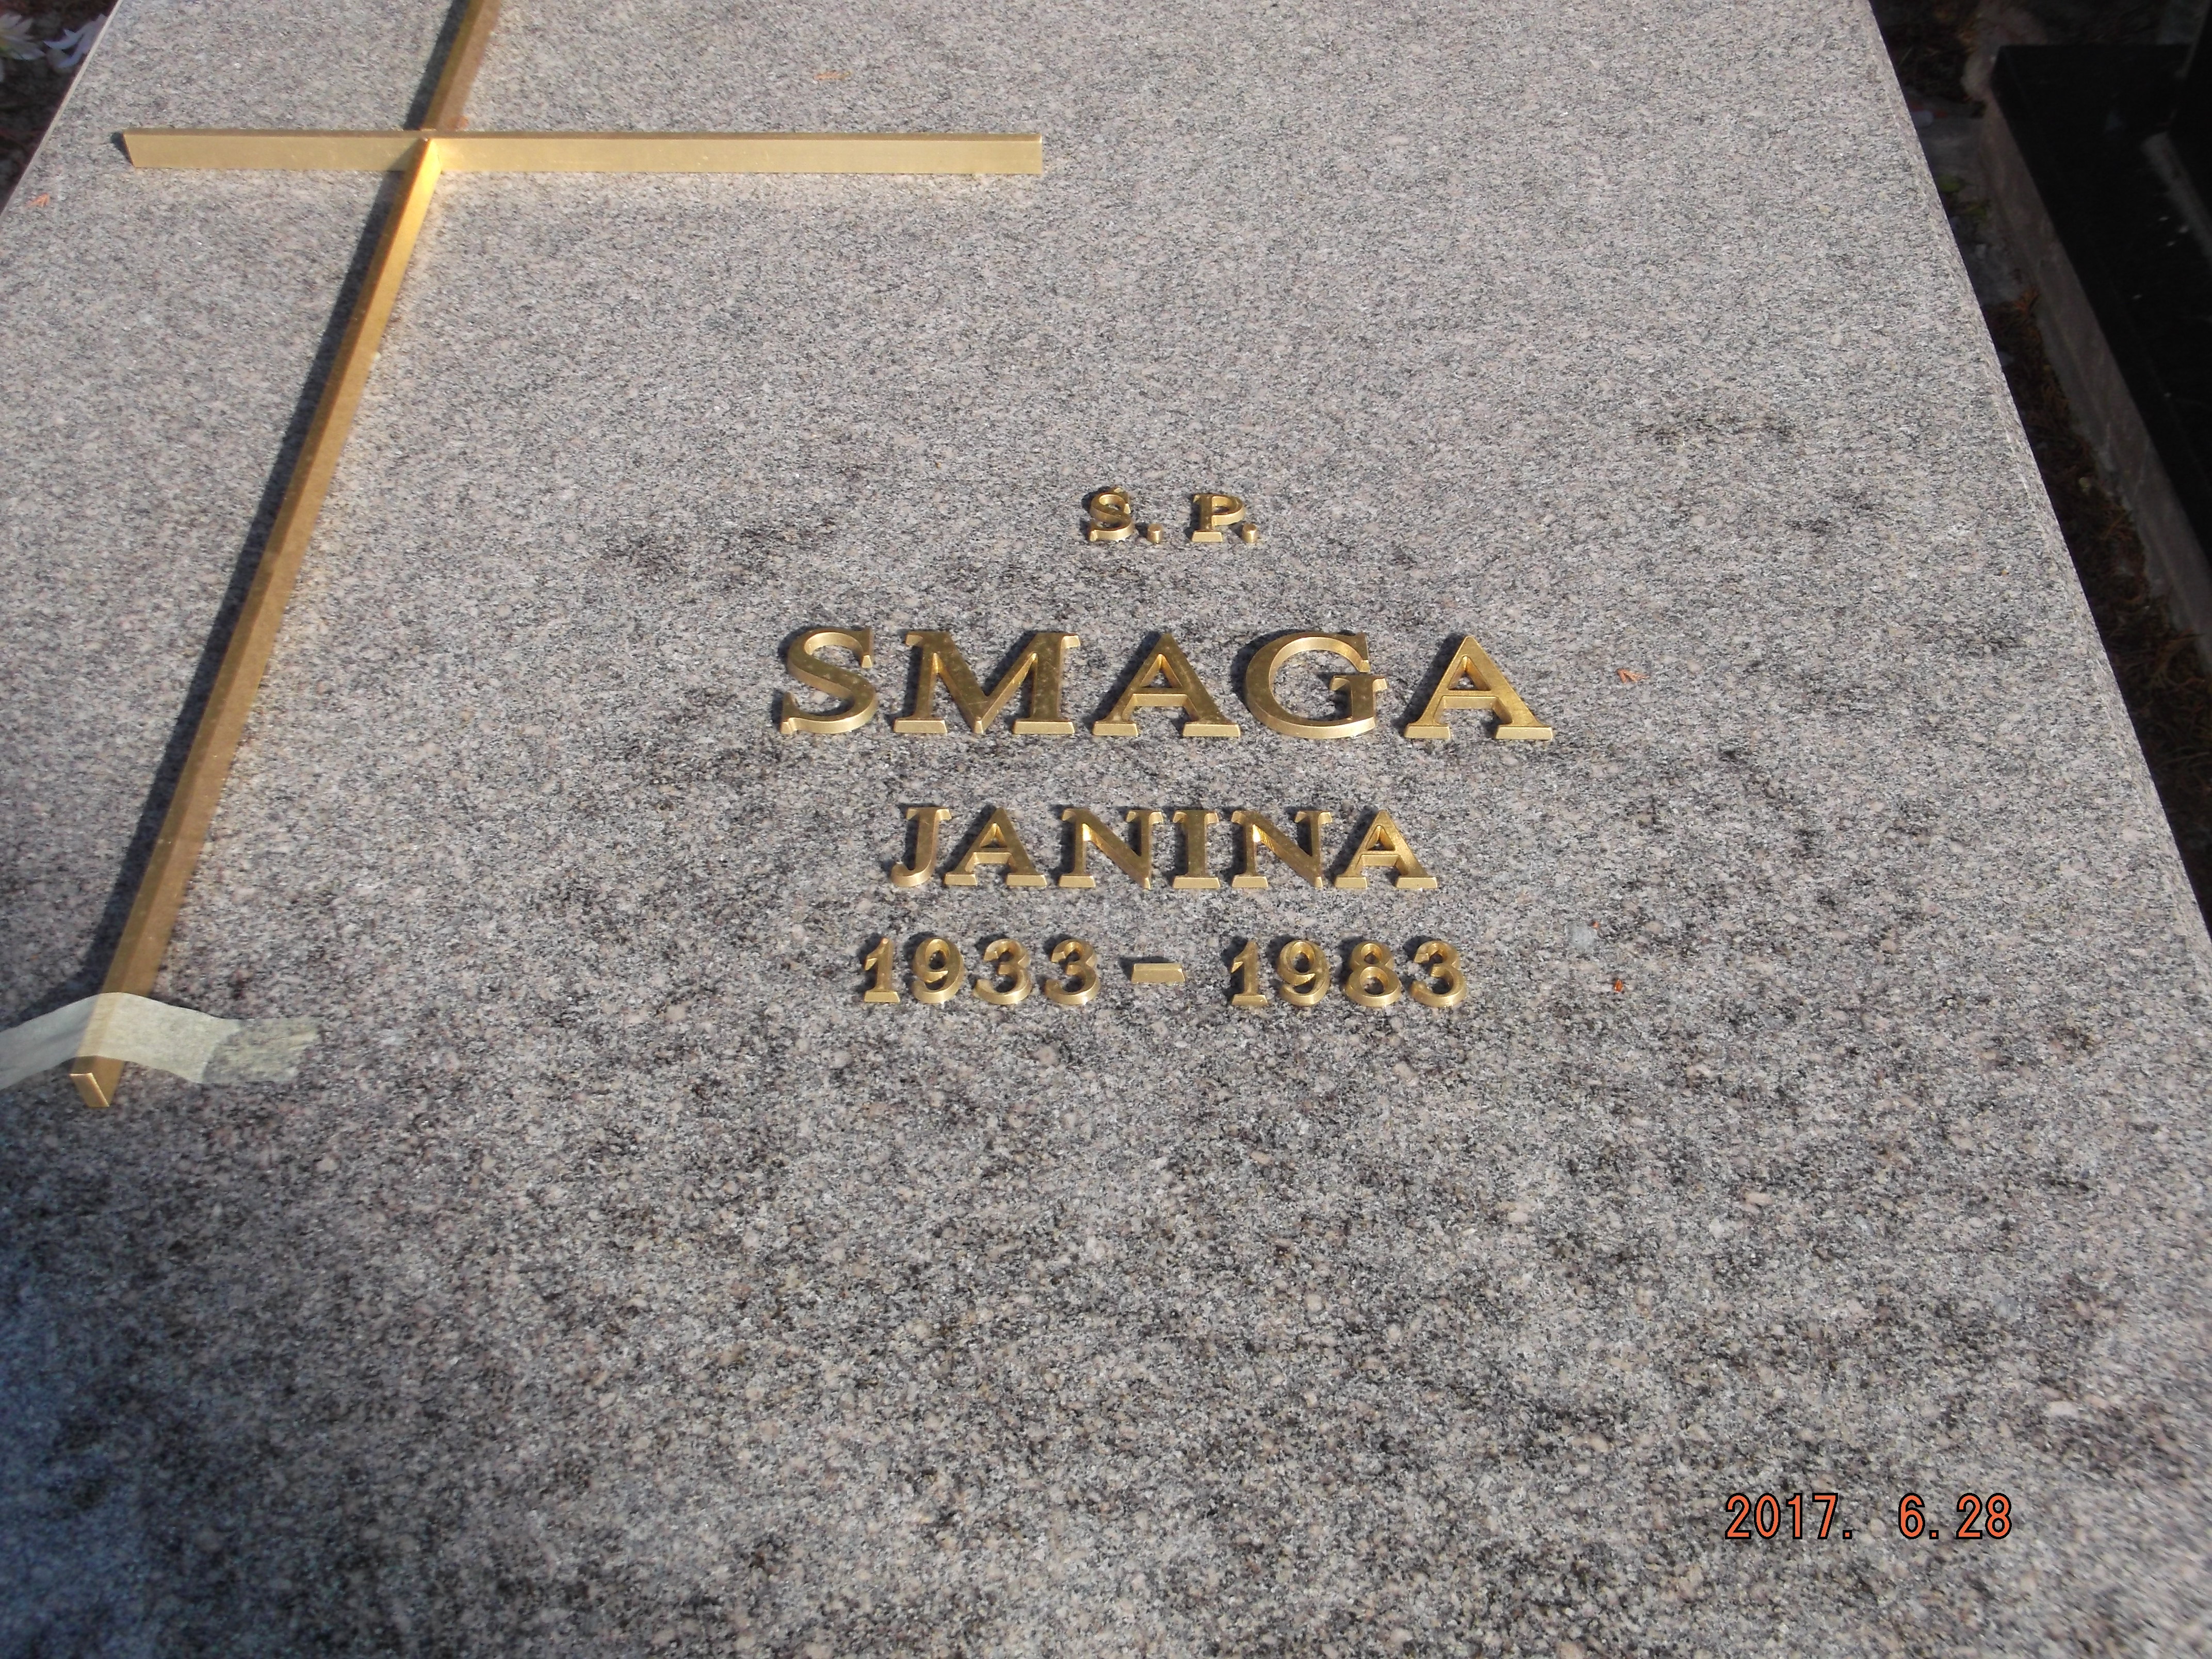 S. P.
SMAGA
JANINA
1933 - 1983
2017. 6.28